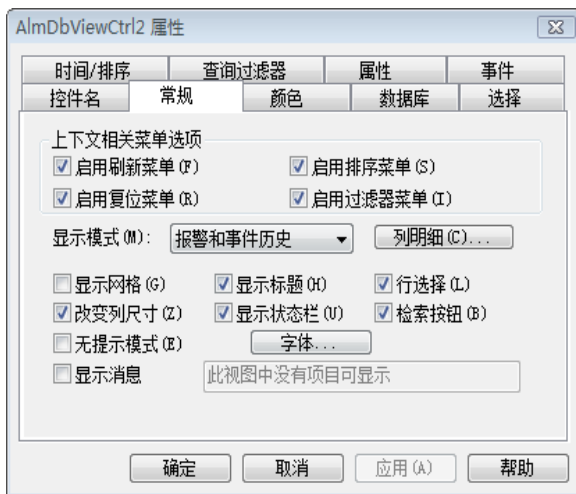 AlmDbViewCtrl2 属性
时间/排序 查询过滤器 属性 事件
控件名 常规 颜色 数据库 选择
上下文相关菜单选项
启用刷新菜单(F) 启用排序菜单(S)
启用复位菜单(R) 启用过滤器菜单(I)
显示模式(M): 报警和事件历史 列明细(C)...
显示网格(G) 显示标题(H) 行选择(L)
改变列尺寸(Z) 显示状态栏(U) 检索按钮(B)
无提示模式(E) 字体...
显示消息 此视图中没有项目可显示
确定 取消 应用(A) 帮助